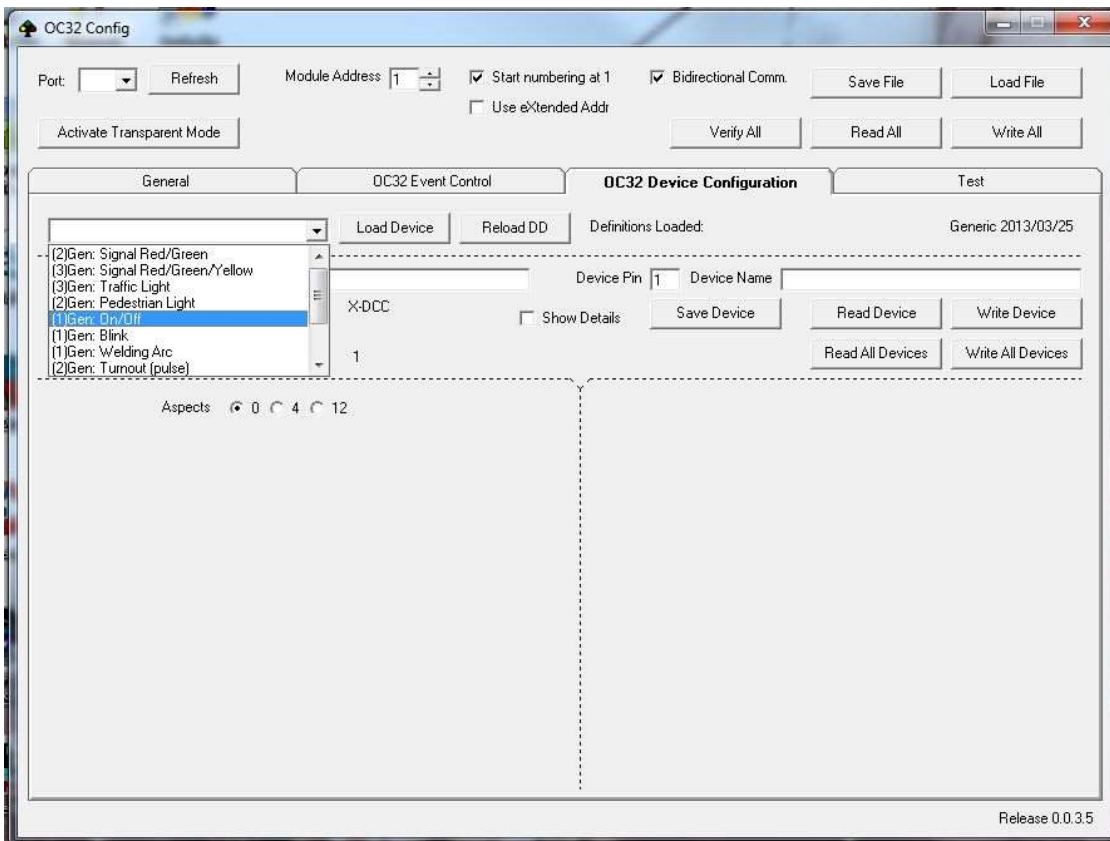 OC32 Config
Port: Refresh Module Address 1 Start numbering at 1 Bidirectional Comm. Save File Load File
Use eXtended Addr
Activate Transparent Mode Verify All Read All Write All
General OC32 Event Control OC32 Device Configuration Test
Load Device Reload DD Definitions Loaded: Generic 2013/03/25
(2)Gen: Signal Red/Green
(3)Gen: Signal Red/Green/Yellow
(3)Gen: Traffic Light
(2)Gen: Pedestrian Light
(1)Gen: On/Off
(1)Gen: Blink
(1)Gen: Welding Arc
(2)Gen: Turnout (pulse)
Device Pin 1 Device Name
X-DCC Show Details Save Device Read Device Write Device
1 Read All Devices Write All Devices
Aspects 0 4 12
Release 0.0.3.5